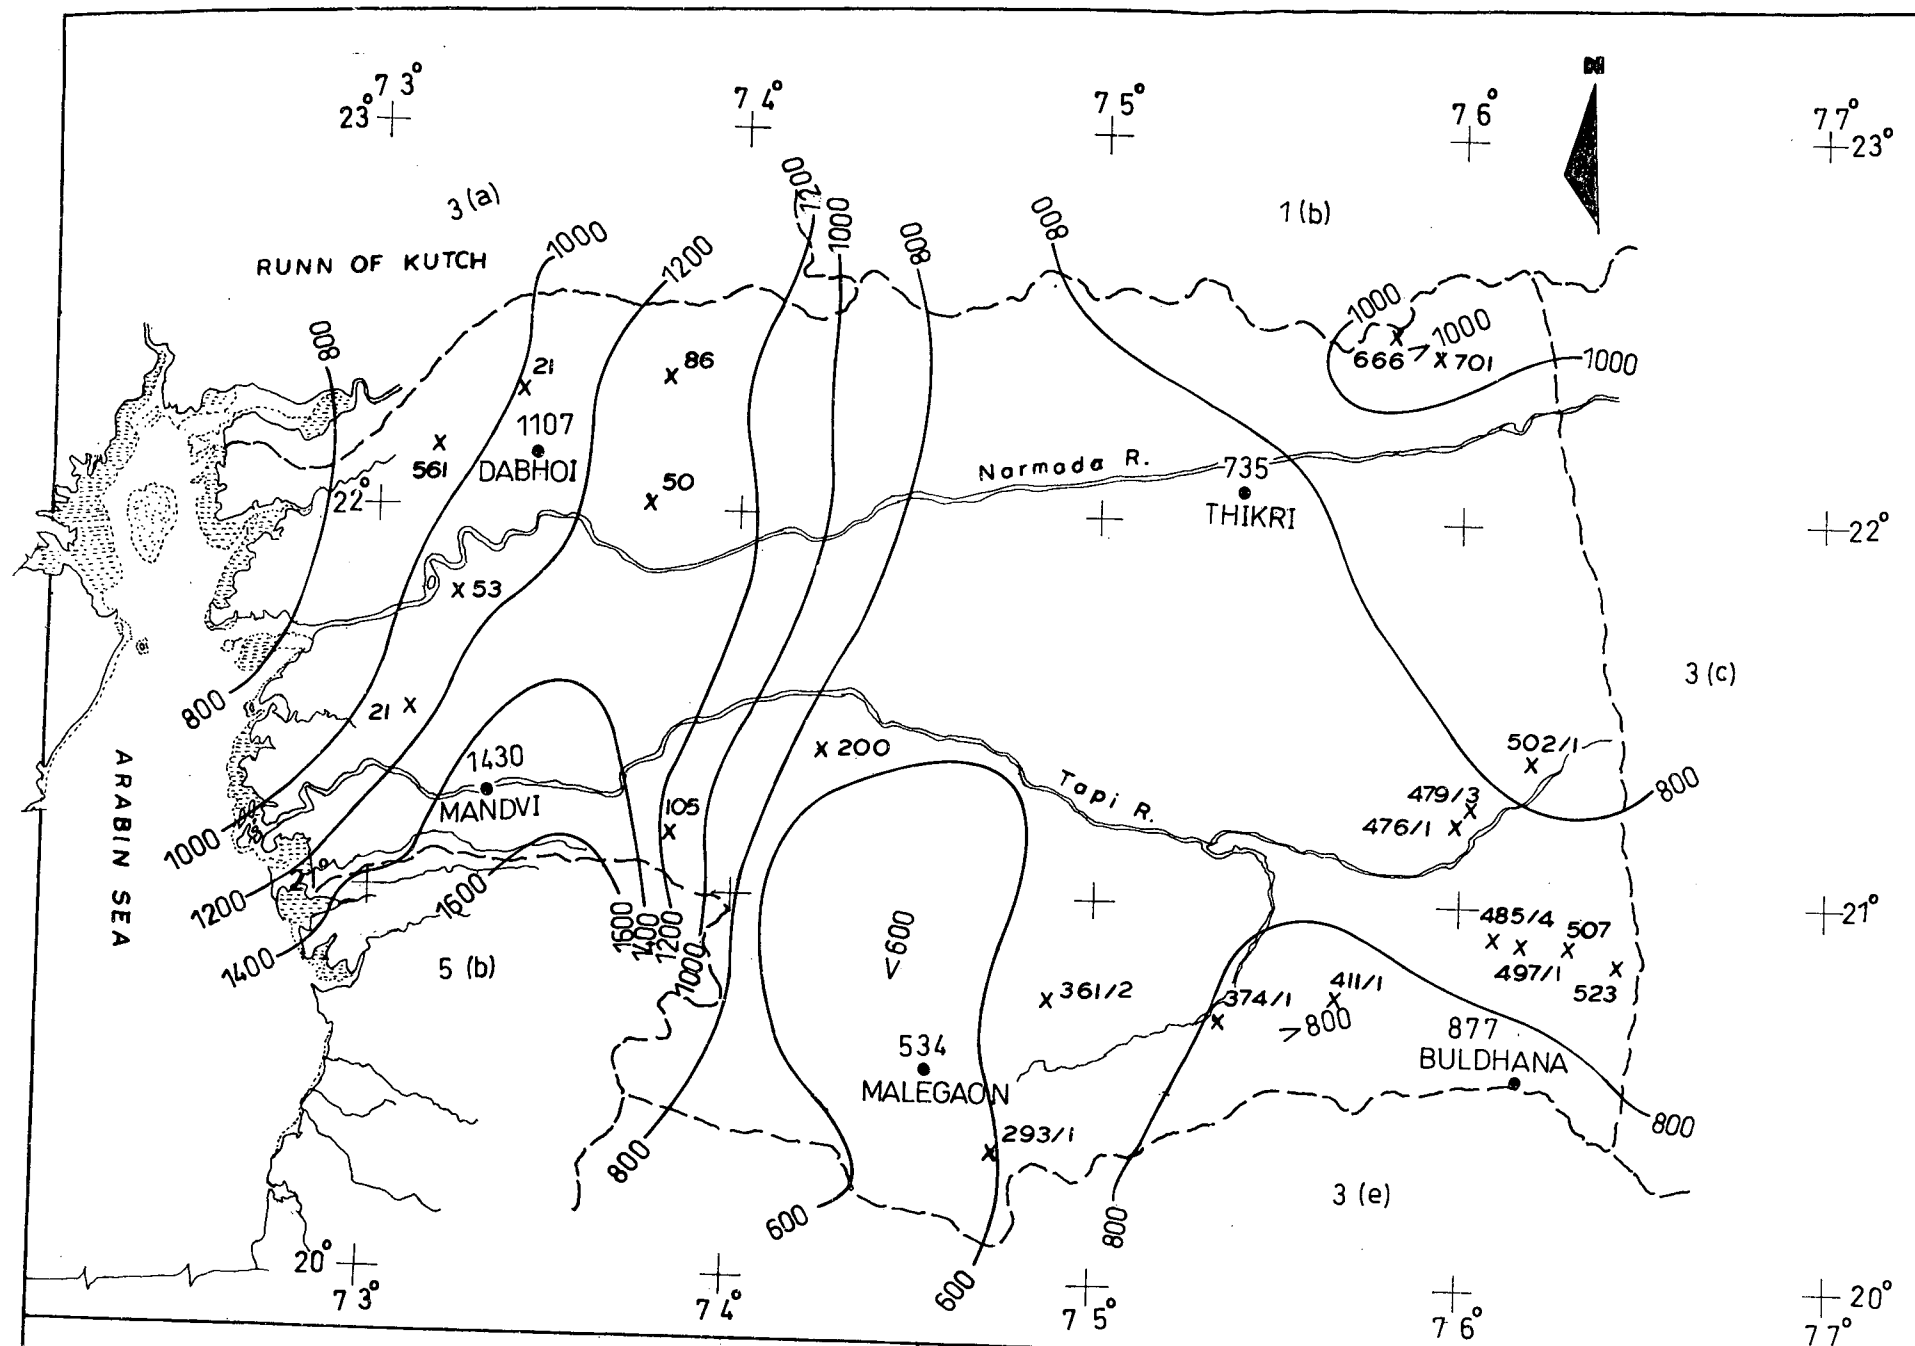 73° 74° 75° 76° 77°
23° 23°
N
3 (a)
1 (b)
RUNN OF KUTCH
1000 1200 1200 1000 800 800
800
1000
1000
1000
666 > 701
21
86
1107
DABHOI
561
50
22°
22°
Narmada R.
735
THIKRI
53
3 (c)
800
21
ARABIN SEA
1430
MANDVI
200
105
Tapi R.
502/1
479/3
476/1
800
1000
1200
1400
1600
1600
1400
1200
1000
<600
21°
485/4
507
497/1
523
5 (b)
361/2
374/1
411/1
>800
877
BULDHANA
534
MALEGAON
293/1
800
800
600
600
800
3 (e)
20°
20°
73° 74° 75° 76° 77°